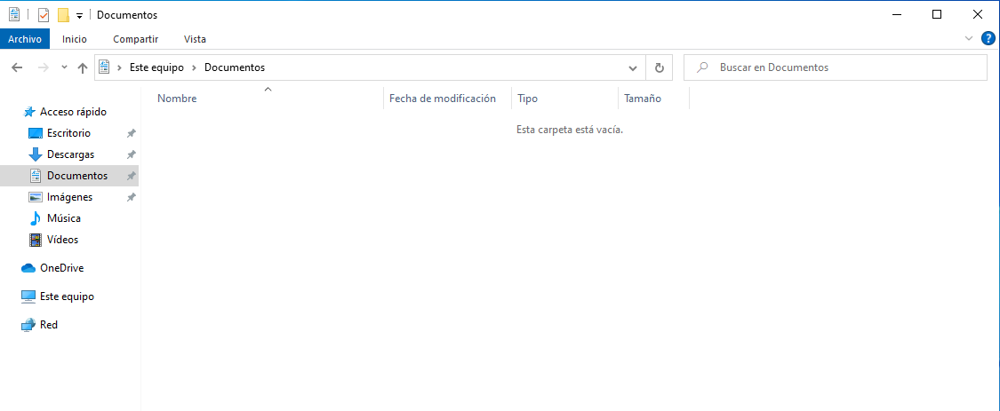 Documentos
Archivo Inicio Compartir Vista
Este equipo Documentos Buscar en Documentos
Nombre Fecha de modificación Tipo Tamaño
Esta carpeta está vacía.
Acceso rápido
Escritorio
Descargas
Documentos
Imágenes
Música
Vídeos
OneDrive
Este equipo
Red